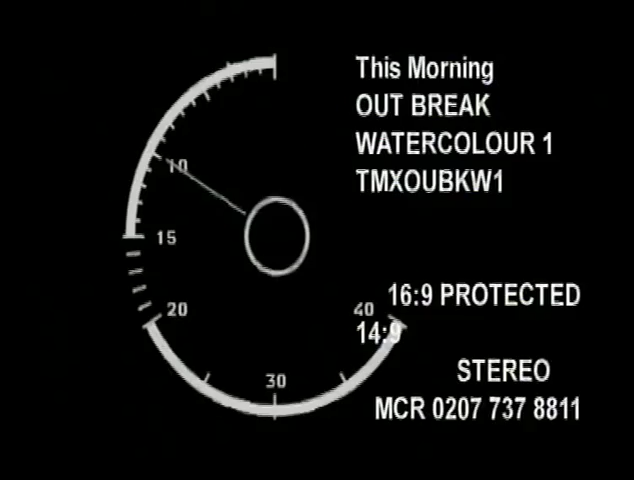 This Morning
OUT BREAK
WATERCOLOUR 1
TMXOUBKW1
10
15
20
30
40
16:9 PROTECTED
14:9
STEREO
MCR 0207 737 8811